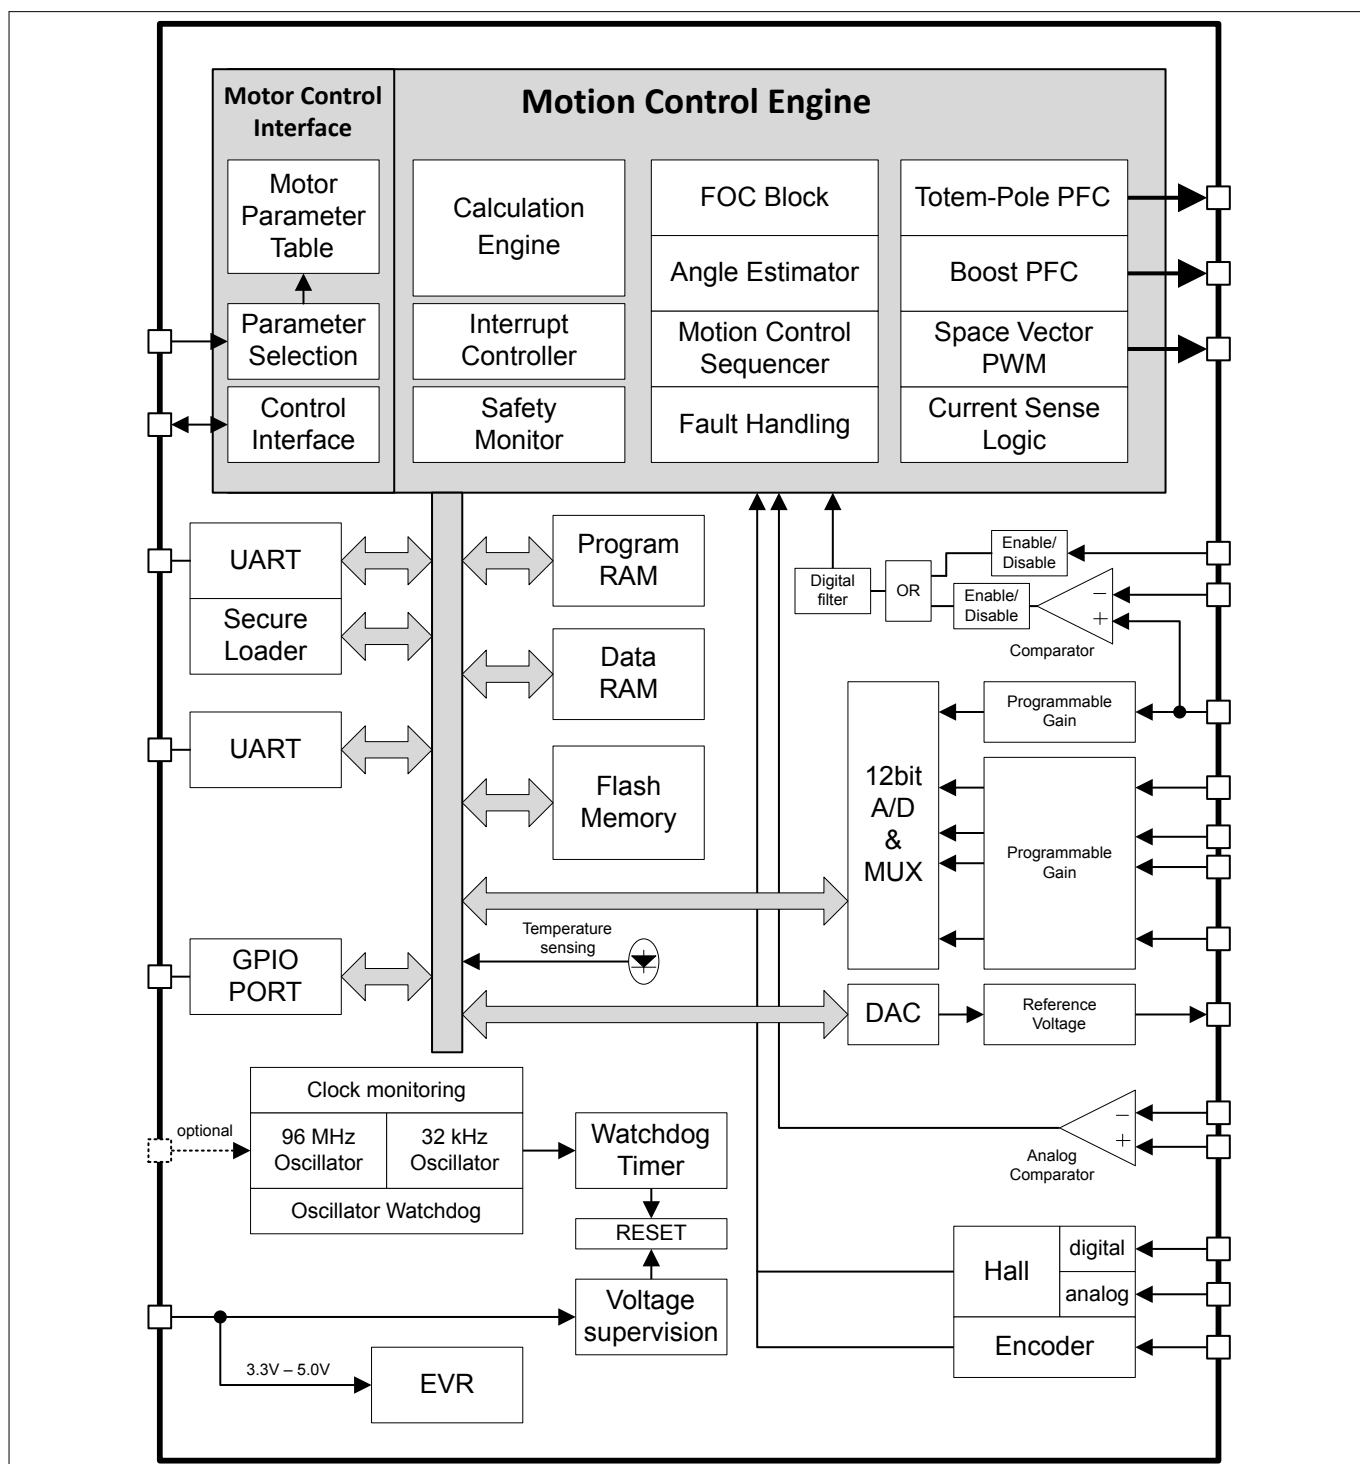 Motor Control
Interface
Motion Control Engine
Motor
Parameter
Table
Parameter
Selection
Control
Interface
Calculation
Engine
Interrupt
Controller
Safety
Monitor
FOC Block
Angle Estimator
Motion Control
Sequencer
Fault Handling
Totem-Pole PFC
Boost PFC
Space Vector
PWM
Current Sense
Logic
UART
Secure
Loader
UART
GPIO
PORT
Program
RAM
Data
RAM
Flash
Memory
Temperature
sensing
Digital
filter
OR
Enable/
Disable
Enable/
Disable
−
+
Comparator
12bit
A/D
&
MUX
Programmable
Gain
Programmable
Gain
DAC
Reference
Voltage
−
+
Analog
Comparator
Clock monitoring
optional
96 MHz
Oscillator
32 kHz
Oscillator
Oscillator Watchdog
Watchdog
Timer
RESET
Voltage
supervision
3.3V – 5.0V
EVR
Hall
digital
analog
Encoder